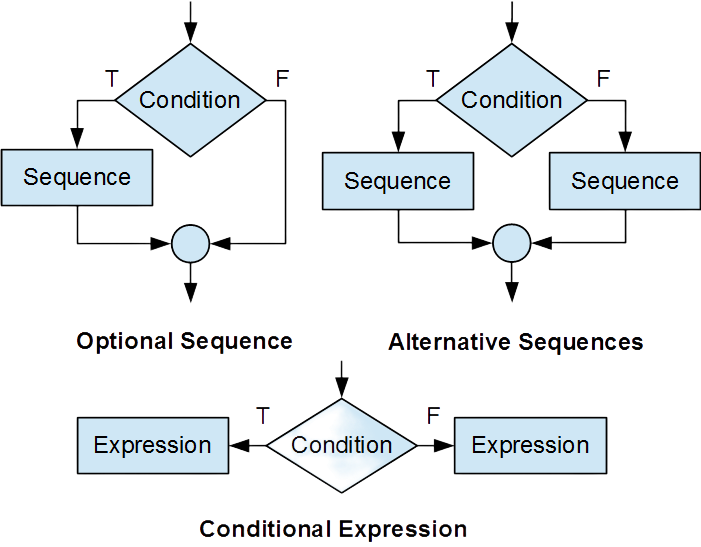 T F T F
Condition Condition
Sequence Sequence Sequence
Optional Sequence Alternative Sequences
T F
Expression Condition Expression
Conditional Expression